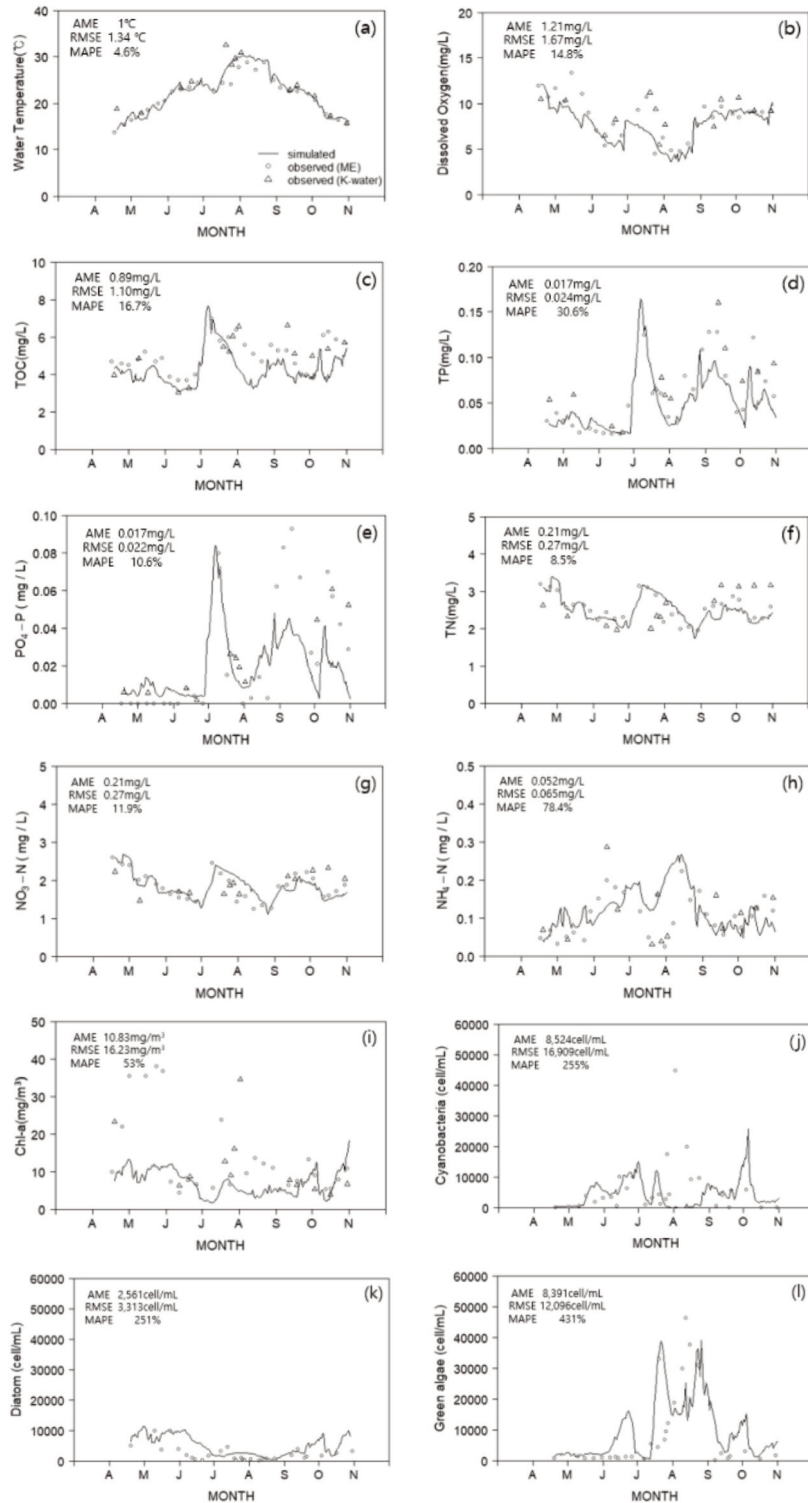 AME 1℃
RMSE 1.34 ℃
MAPE 4.6%
(a)
Water Temperature(℃)
40
30
20
10
0
simulated
observed (ME)
observed (K-water)
A M J J A S O N
MONTH
AME 1.21mg/L
RMSE 1.67mg/L
MAPE 14.8%
(b)
Dissolved Oxygen(mg/L)
20
15
10
5
0
A M J J A S O N
MONTH
AME 0.89mg/L
RMSE 1.10mg/L
MAPE 16.7%
(c)
TOC(mg/L)
10
8
6
4
2
0
A M J J A S O N
MONTH
AME 0.017mg/L
RMSE 0.024mg/L
MAPE 30.6%
(d)
TP(mg/L)
0.20
0.15
0.10
0.05
0.00
A M J J A S O N
MONTH
AME 0.017mg/L
RMSE 0.022mg/L
MAPE 10.6%
(e)
PO₄−P ( mg / L )
0.10
0.08
0.06
0.04
0.02
0.00
A M J J A S O N
MONTH
AME 0.21mg/L
RMSE 0.27mg/L
MAPE 8.5%
(f)
TN(mg/L)
5
4
3
2
1
0
A M J J A S O N
MONTH
AME 0.21mg/L
RMSE 0.27mg/L
MAPE 11.9%
(g)
NO₃−N ( mg / L )
5
4
3
2
1
0
A M J J A S O N
MONTH
AME 0.052mg/L
RMSE 0.065mg/L
MAPE 78.4%
(h)
NH₄−N ( mg / L )
0.5
0.4
0.3
0.2
0.1
0.0
A M J J A S O N
MONTH
AME 10.83mg/m³
RMSE 16.23mg/m³
MAPE 53%
(i)
Chl-a(mg/m³)
50
40
30
20
10
0
A M J J A S O N
MONTH
AME 8,524cell/mL
RMSE 16,909cell/mL
MAPE 255%
(j)
Cyanobacteria (cell/mL)
60000
50000
40000
30000
20000
10000
0
A M J J A S O N
MONTH
AME 2,561cell/mL
RMSE 3,313cell/mL
MAPE 251%
(k)
Diatom (cell/mL)
60000
50000
40000
30000
20000
10000
0
A M J J A S O N
MONTH
AME 8,391cell/mL
RMSE 12,096cell/mL
MAPE 431%
(l)
Green algae (cell/mL)
60000
50000
40000
30000
20000
10000
0
A M J J A S O N
MONTH